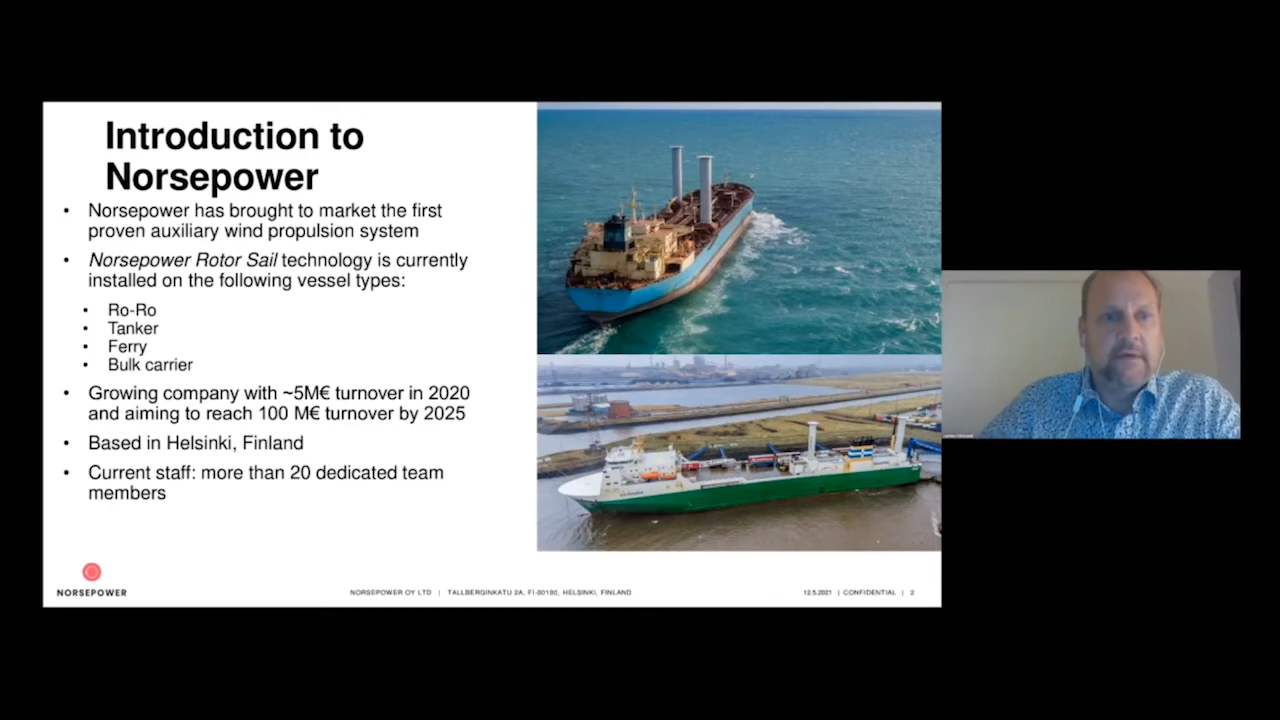 Introduction to
Norsepower
• Norsepower has brought to market the first
proven auxiliary wind propulsion system
• Norsepower Rotor Sail technology is currently
installed on the following vessel types:
• Ro-Ro
• Tanker
• Ferry
• Bulk carrier
• Growing company with ~5M€ turnover in 2020
and aiming to reach 100 M€ turnover by 2025
• Based in Helsinki, Finland
• Current staff: more than 20 dedicated team
members
NORSEPOWER
NORSEPOWER OY LTD | TALLBERGINKATU 2A, FI-00180, HELSINKI, FINLAND
12.5.2021 | CONFIDENTIAL | 2